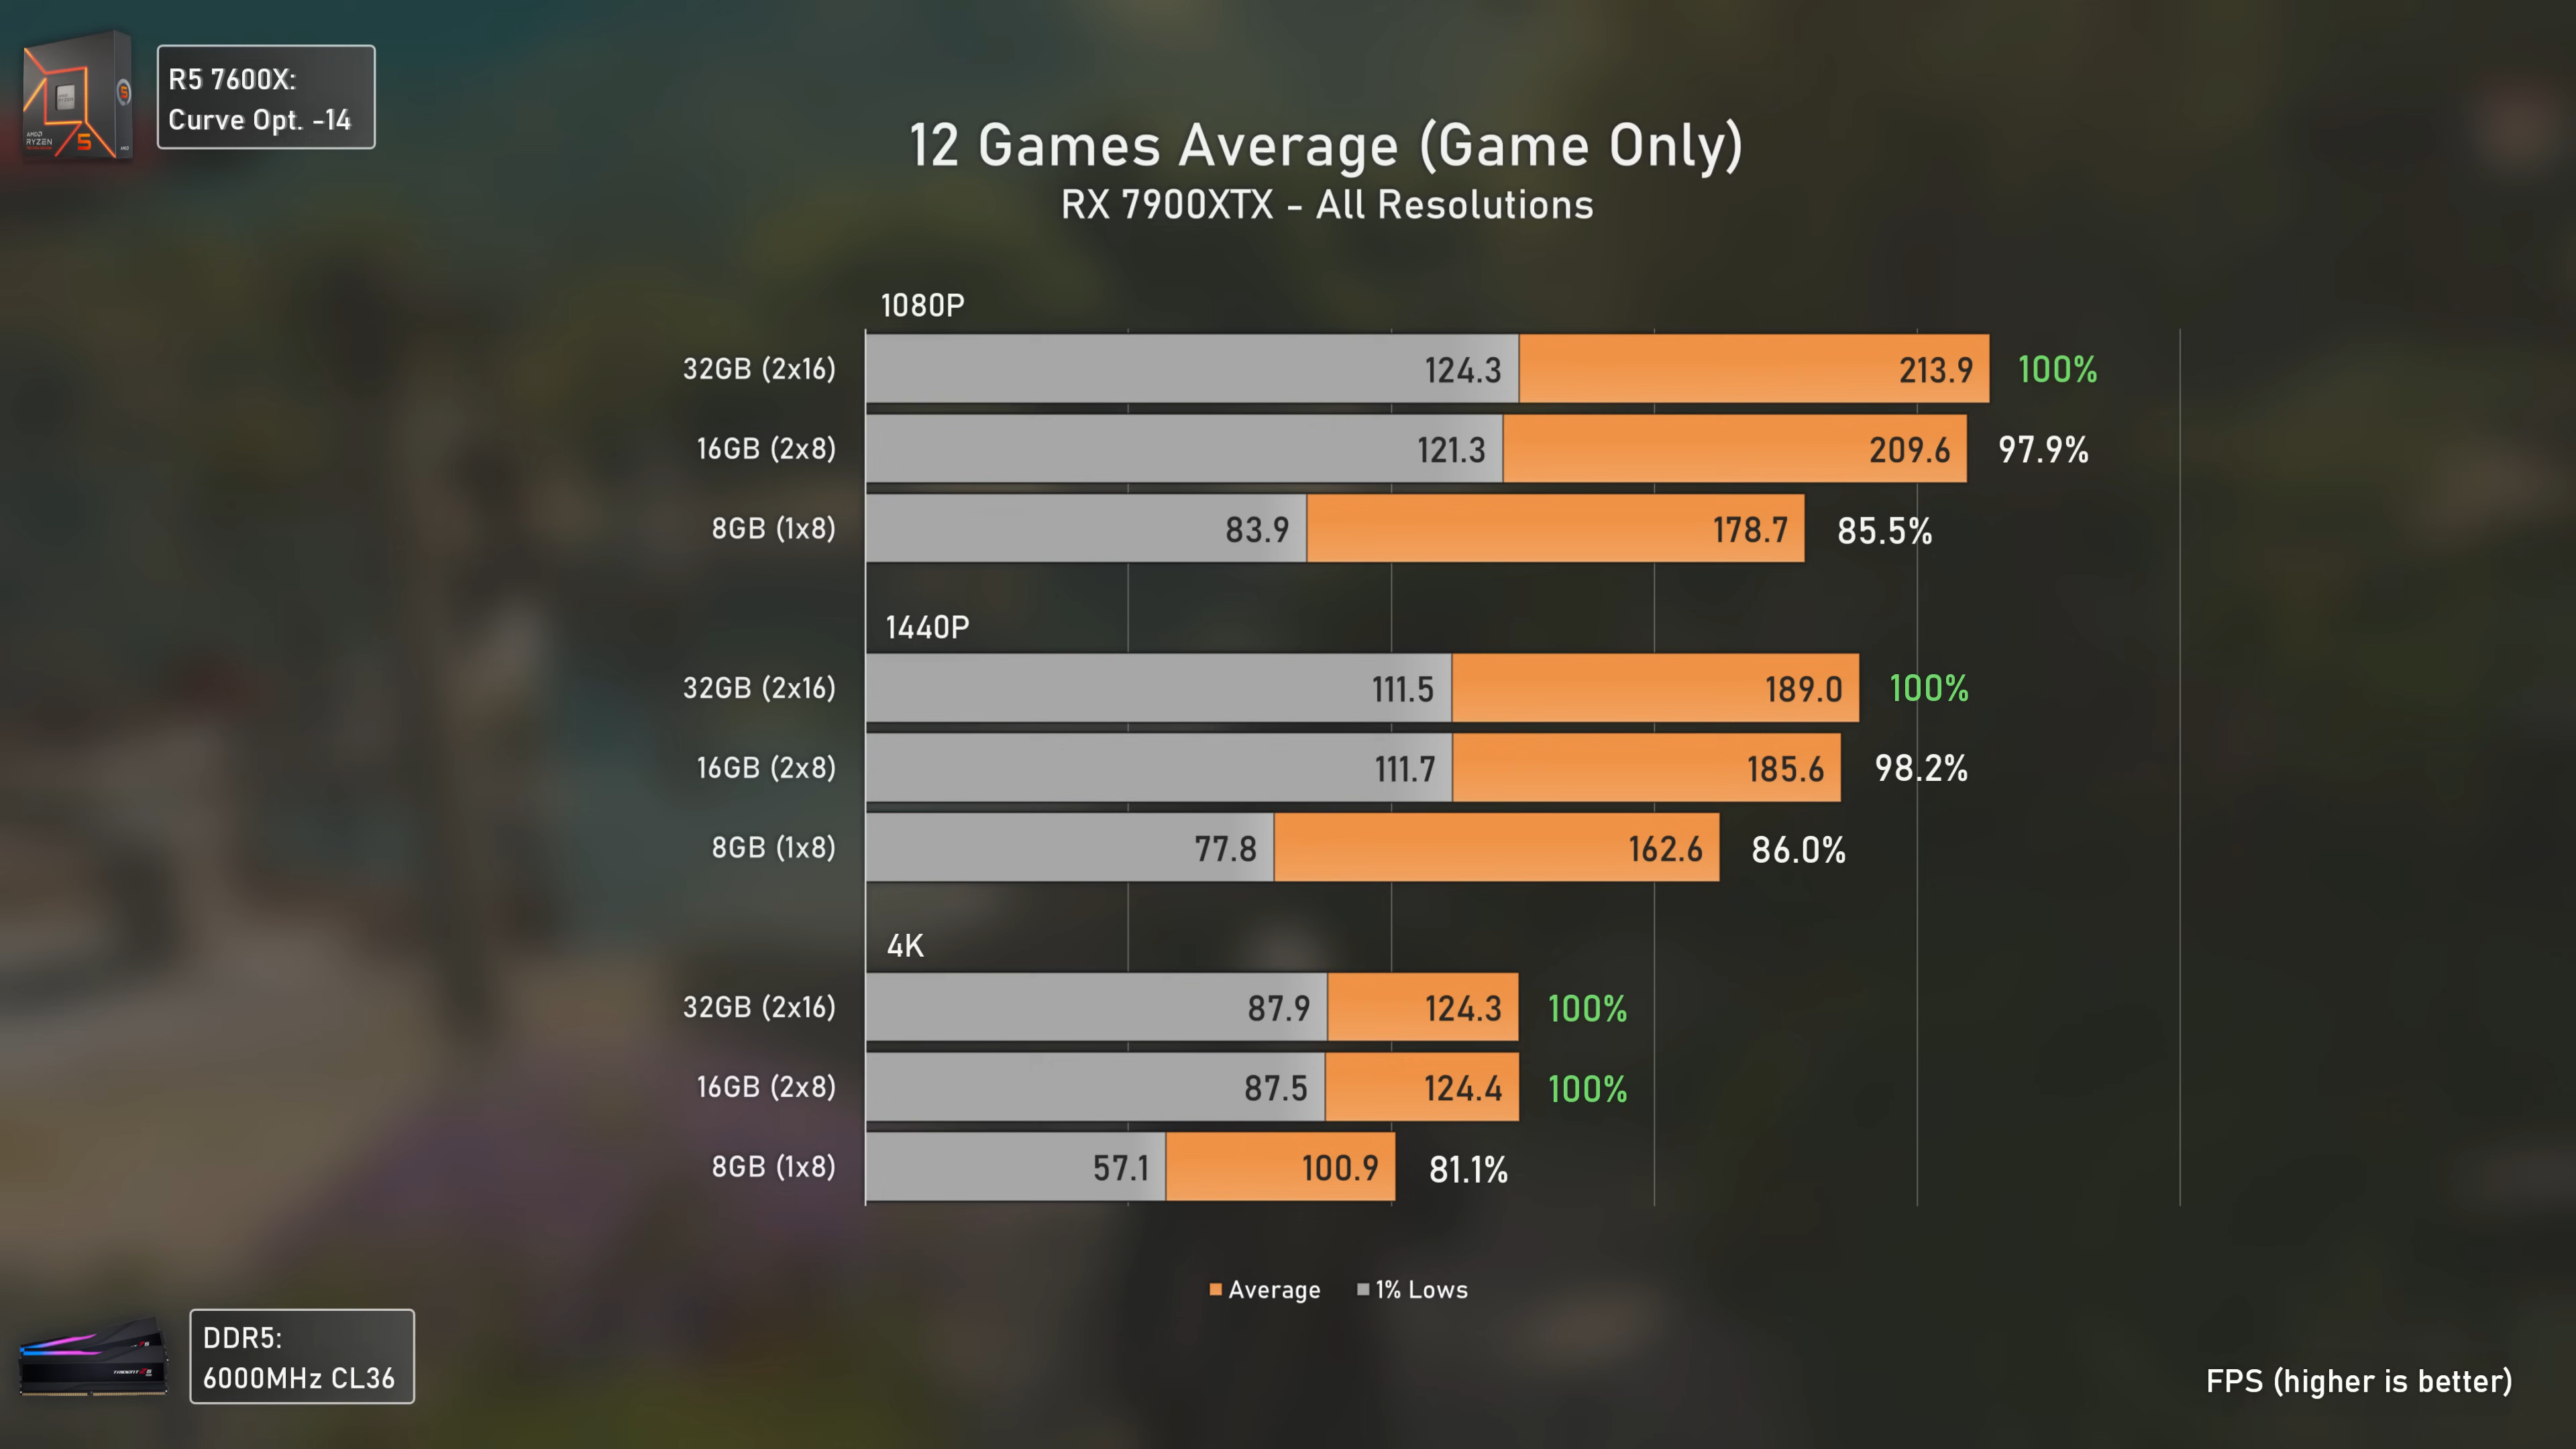 R5 7600X:
Curve Opt. -14
AMD
RYZEN
5
5
12 Games Average (Game Only)
RX 7900XTX - All Resolutions
1080P
32GB (2x16) 124.3 213.9 100%
16GB (2x8) 121.3 209.6 97.9%
8GB (1x8) 83.9 178.7 85.5%
1440P
32GB (2x16) 111.5 189.0 100%
16GB (2x8) 111.7 185.6 98.2%
8GB (1x8) 77.8 162.6 86.0%
4K
32GB (2x16) 87.9 124.3 100%
16GB (2x8) 87.5 124.4 100%
8GB (1x8) 57.1 100.9 81.1%
Average 1% Lows
DDR5:
6000MHz CL36
FPS (higher is better)